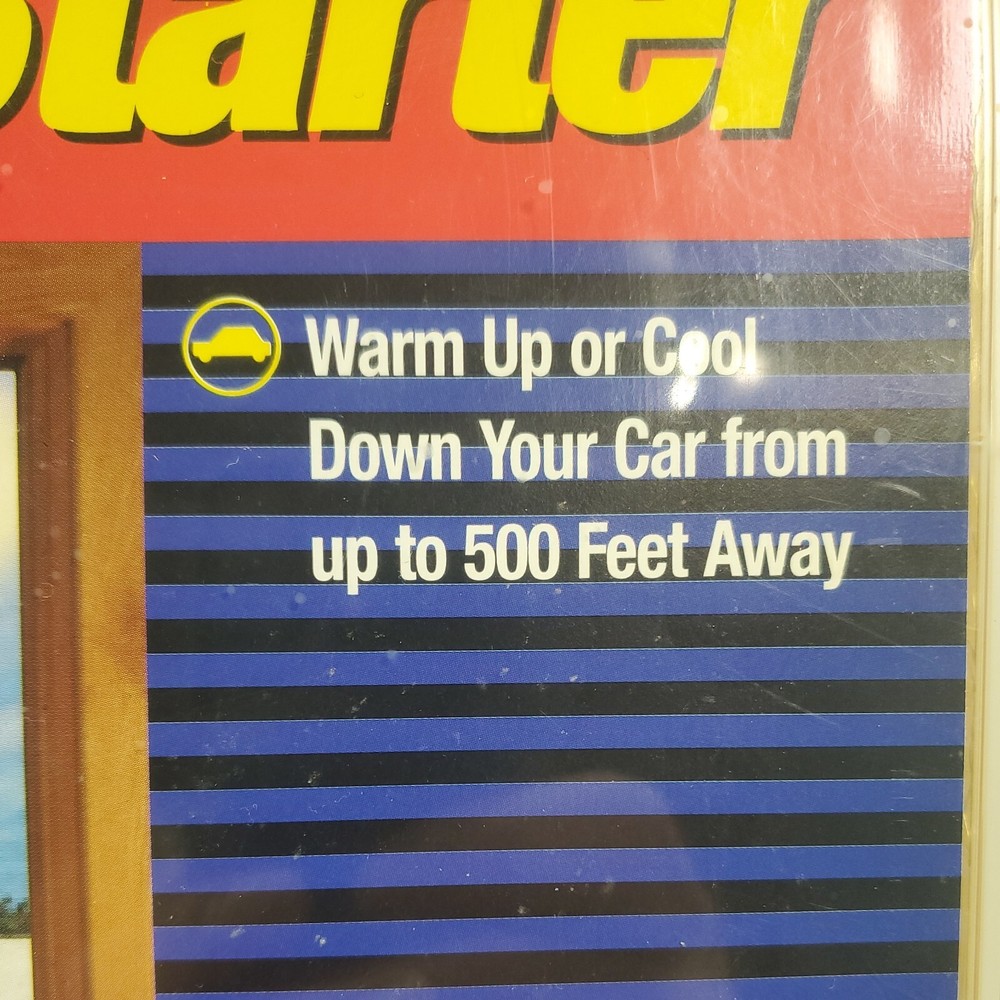 Starter
Warm Up or Cool
Down Your Car from
up to 500 Feet Away